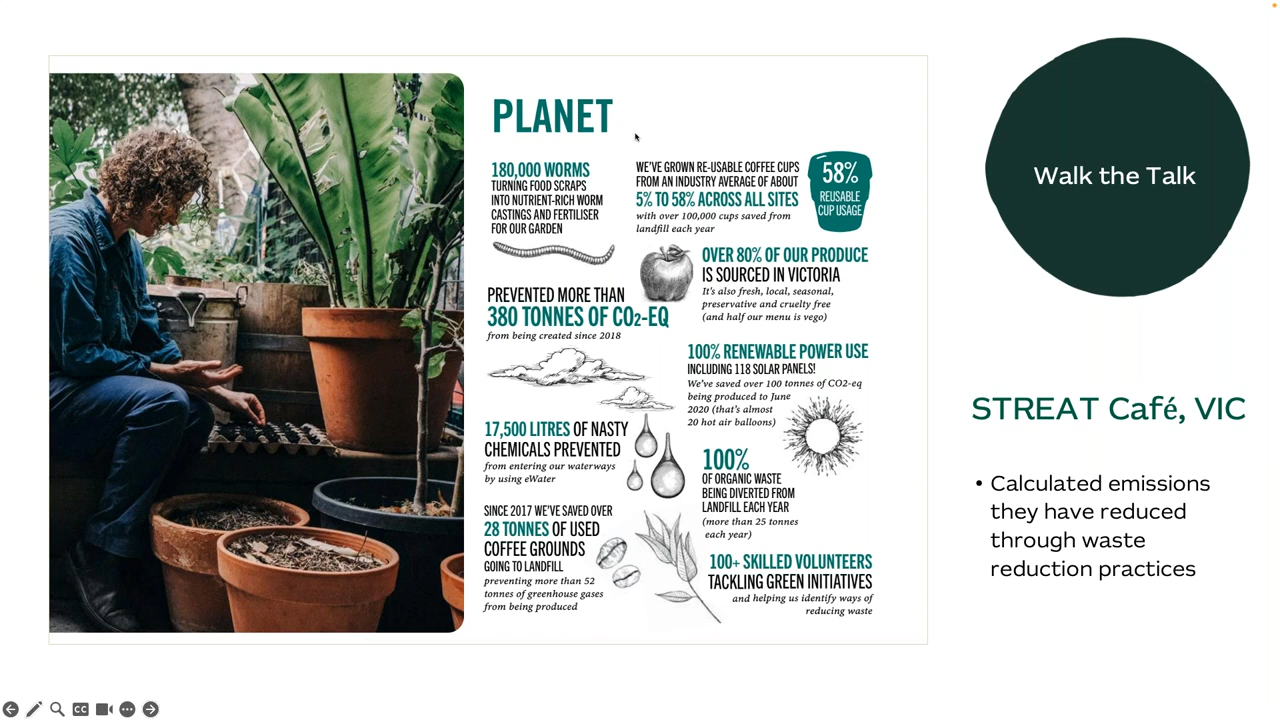 PLANET
180,000 WORMS
TURNING FOOD SCRAPS
INTO NUTRIENT-RICH WORM
CASTINGS AND FERTILISER
FOR OUR GARDEN
WE'VE GROWN RE-USABLE COFFEE CUPS
FROM AN INDUSTRY AVERAGE OF ABOUT
5% TO 58% ACROSS ALL SITES
with over 100,000 cups saved from
landfill each year
58%
REUSABLE
CUP USAGE
OVER 80% OF OUR PRODUCE
IS SOURCED IN VICTORIA
It's also fresh, local, seasonal,
preservative and cruelty free
(and half our menu is vego)
PREVENTED MORE THAN
380 TONNES OF CO2-EQ
from being created since 2018
100% RENEWABLE POWER USE
INCLUDING 118 SOLAR PANELS!
We've saved over 100 tonnes of CO2-eq
being produced to June
2020 (that's almost
20 hot air balloons)
17,500 LITRES OF NASTY
CHEMICALS PREVENTED
from entering our waterways
by using eWater
100%
OF ORGANIC WASTE
BEING DIVERTED FROM
LANDFILL EACH YEAR
(more than 25 tonnes
each year)
SINCE 2017 WE'VE SAVED OVER
28 TONNES OF USED
COFFEE GROUNDS
GOING TO LANDFILL
preventing more than 52
tonnes of greenhouse gases
from being produced
100+ SKILLED VOLUNTEERS
TACKLING GREEN INITIATIVES
and helping us identify ways of
reducing waste
Walk the Talk
STREAT Café, VIC
• Calculated emissions
they have reduced
through waste
reduction practices
CC